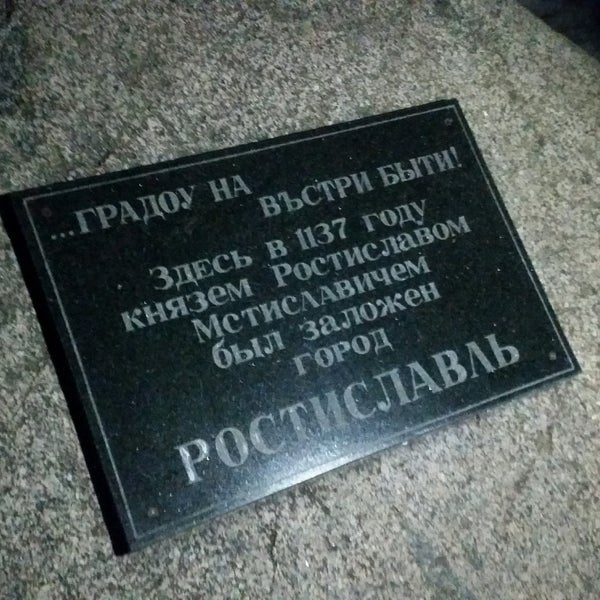 ...ГРАДОУ НА
ВЪСТРИ БЫТИ!
ЗДЕСЬ В 1137 ГОДУ
КНЯЗЕМ РОСТИСЛАВОМ
МСТИСЛАВИЧЕМ
БЫЛ ЗАЛОЖЕН
ГОРОД
РОСТИСЛАВЛЬ